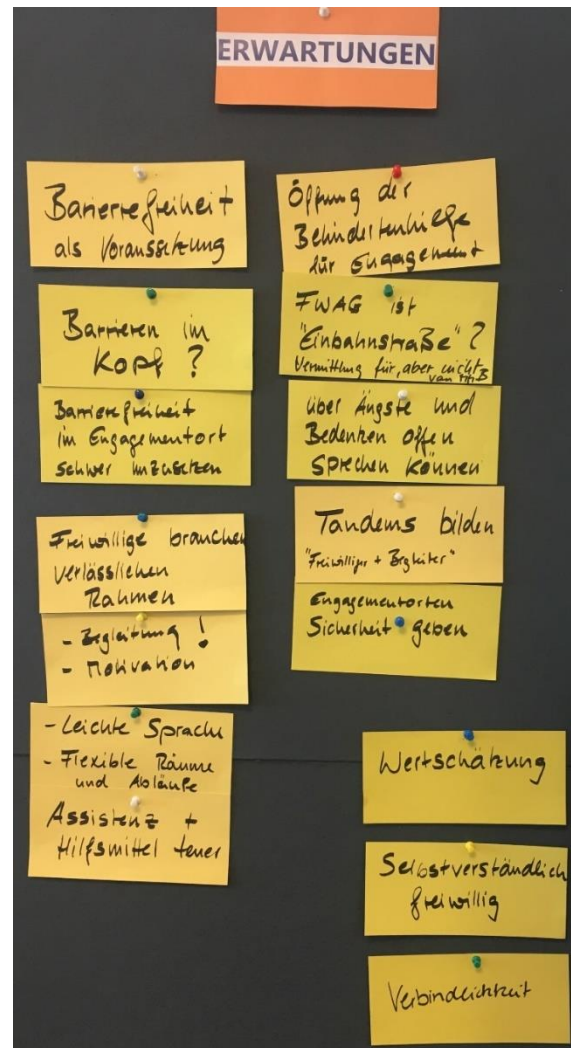 ERWARTUNGEN
Barrierefreiheit
als Voraussetzung
Barrieren im
Kopf ?
Barrierefreiheit
im Engagementort
schwer umzusetzen
Freiwillige brauchen
verlässlichen
Rahmen
- Begleitung !
- Motivation
- Leichte Sprache
- Flexible Räume
und Abläufe
Assistenz +
Hilfsmittel teuer
Öffnung der
Behindertenhilfe
für Engagement
FWAG ist
"Einbahnstraße" ?
Vermittlung für, aber nicht
von
über Ängste und
Bedenken offen
sprechen können
Tandems bilden
"Freiwilliger + Begleiter"
Engagementorten
Sicherheit geben
Wertschätzung
Selbstverständlich
freiwillig
Verbindlichkeit